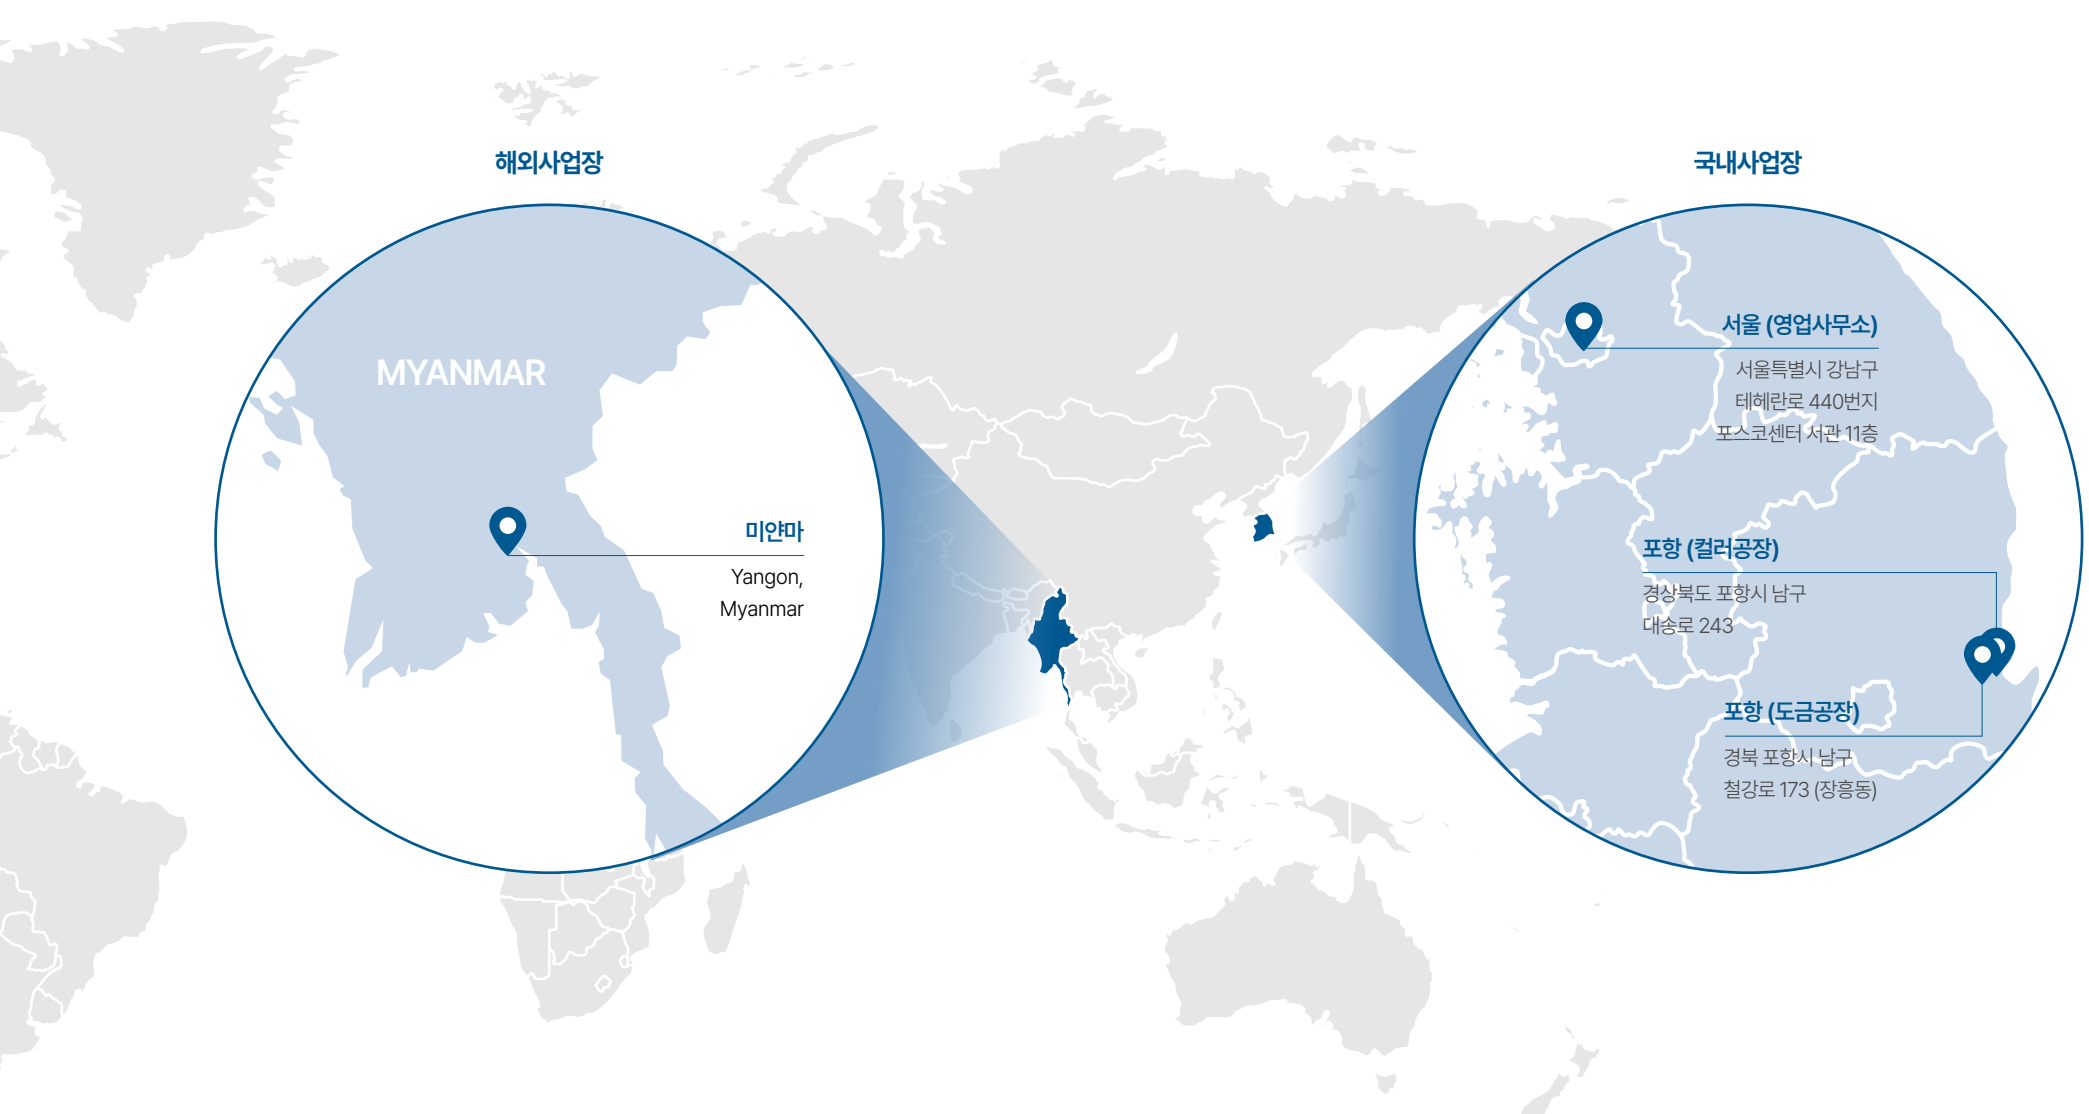 해외사업장
MYANMAR
미얀마
Yangon,
Myanmar
국내사업장
서울 (영업사무소)
서울특별시 강남구
테헤란로 440번지
포스코센터 서관 11층
포항 (컬러공장)
경상북도 포항시 남구
대송로 243
포항 (도금공장)
경북 포항시 남구
철강로 173 (장흥동)